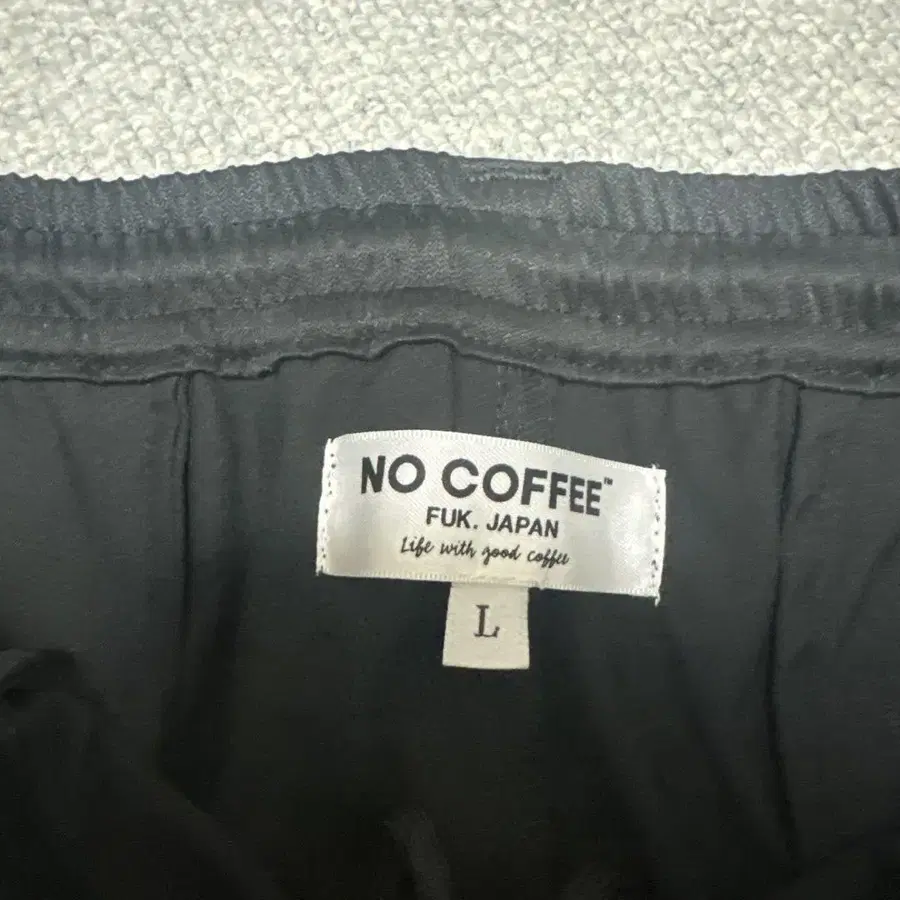 NO COFFEE™
FUK. JAPAN
Life with good coffee
L